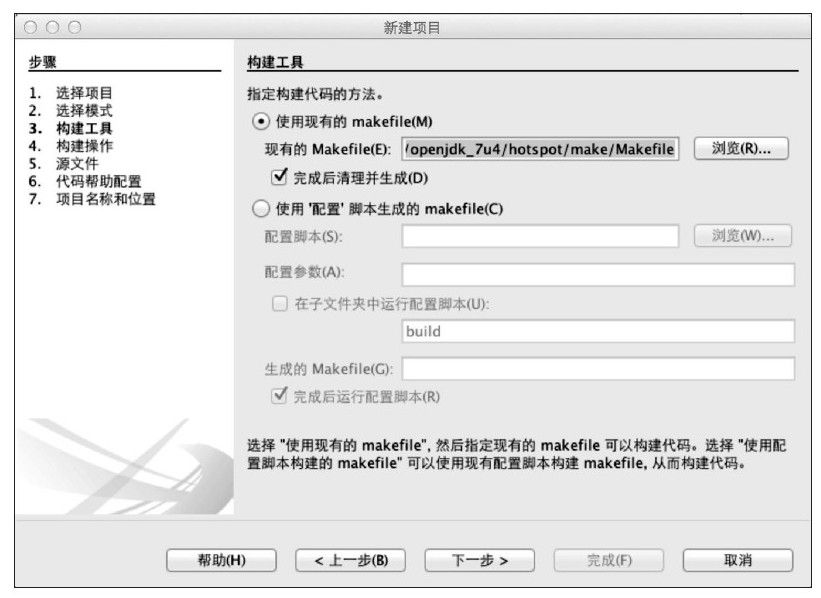 新建项目
步骤
1. 选择项目
2. 选择模式
3. 构建工具
4. 构建操作
5. 源文件
6. 代码帮助配置
7. 项目名称和位置
构建工具
指定构建代码的方法。
使用现有的 makefile(M)
现有的 Makefile(E): /openjdk_7u4/hotspot/make/Makefile 浏览(R)...
完成后清理并生成(D)
使用 '配置' 脚本生成的 makefile(C)
配置脚本(S): 浏览(W)...
配置参数(A):
在子文件夹中运行配置脚本(U):
build
生成的 Makefile(G):
完成后运行配置脚本(R)
选择 "使用现有的 makefile", 然后指定现有的 makefile 可以构建代码。选择 "使用配
置脚本构建的 makefile" 可以使用现有配置脚本构建 makefile, 从而构建代码。
帮助(H) < 上一步(B) 下一步 > 完成(F) 取消